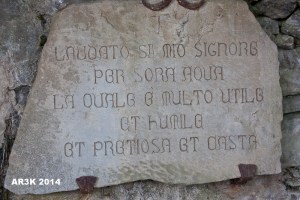 LAUDATO SI MIO SIGNORE
PER SORA AQUA
LA QUALE E MULTO UTILE
ET HUMILE
ET PRETIOSA ET CASTA
AR3K 2014